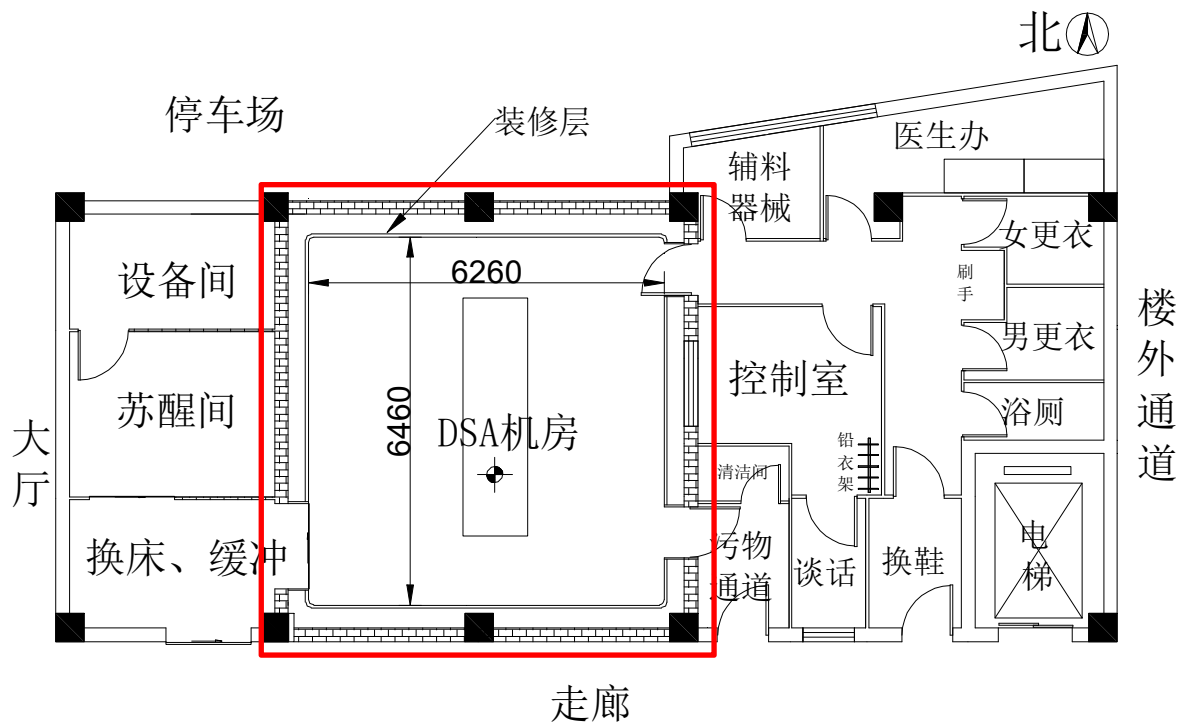 北
停车场
装修层
医生办
辅料
器械
女更衣
设备间
6260
刷
手
楼
外
通
道
男更衣
控制室
苏醒间
6460
DSA机房
浴厕
大
厅
铅
衣
架
清洁间
换床、缓冲
污物
通道
谈话
换鞋
电
梯
走廊